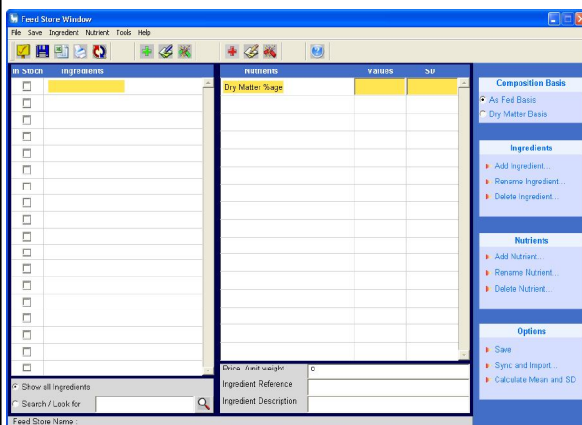 Feed Store Window
File Save Ingredient Nutrient Tools Help
In Stock Ingredients
Nutrients Values SD
Dry Matter %age
Composition Basis
As Fed Basis
Dry Matter Basis
Ingredients
Add Ingredient...
Rename Ingredient...
Delete Ingredient...
Nutrients
Add Nutrient...
Rename Nutrient...
Delete Nutrient...
Options
Save
Sync and Import...
Calculate Mean and SD
Show all Ingredients
Search / Look for
Price /unit weight 0
Ingredient Reference
Ingredient Description
Feed Store Name :